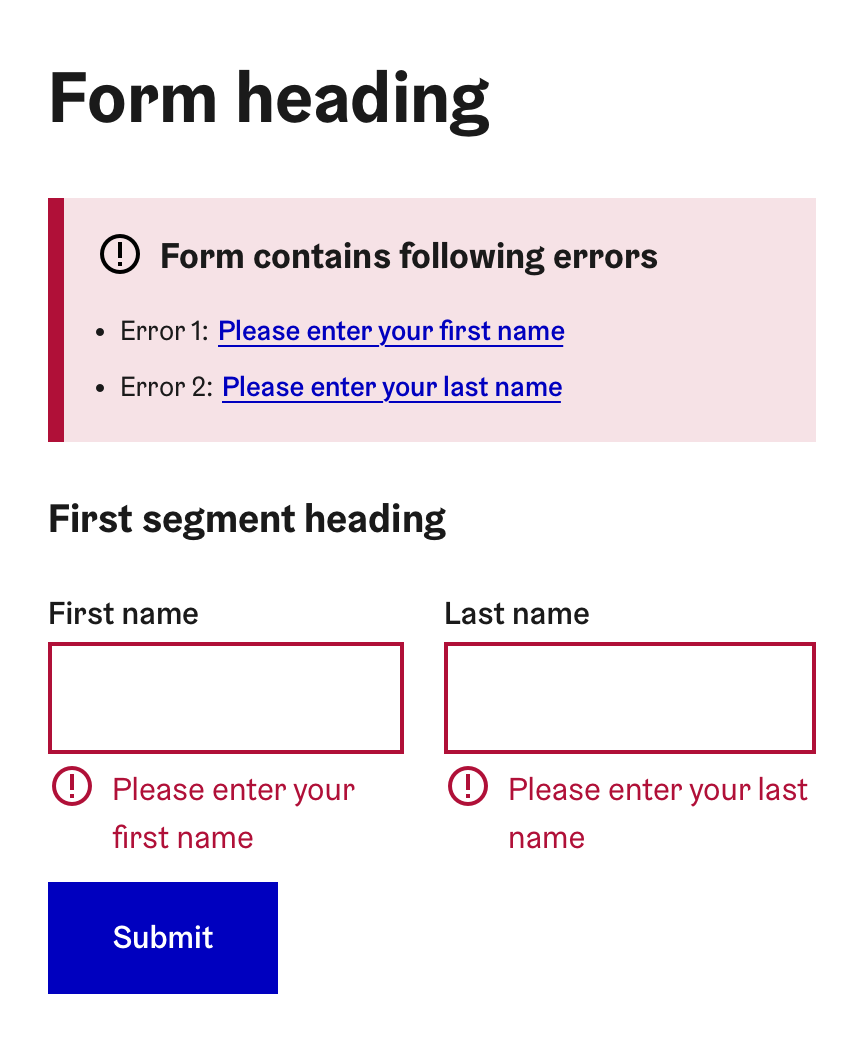 Form heading
Form contains following errors
• Error 1: Please enter your first name
• Error 2: Please enter your last name
First segment heading
First name
Last name
Please enter your
first name
Please enter your last
name
Submit